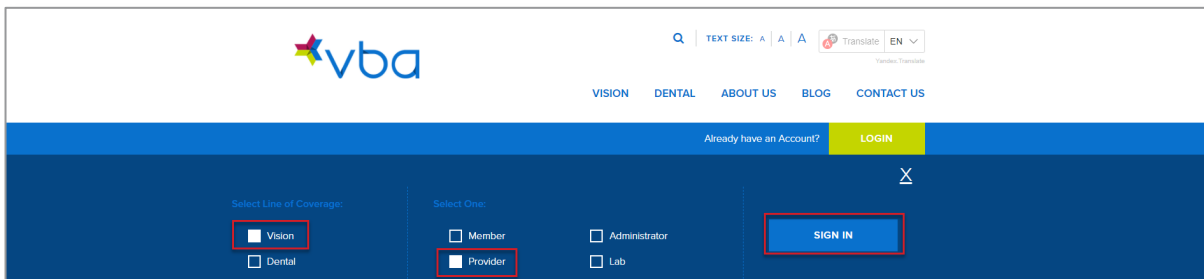 vba
TEXT SIZE: A A A
Translate EN
Yandex.Translate
VISION DENTAL ABOUT US BLOG CONTACT US
Already have an Account? LOGIN
X
Select Line of Coverage: Select One:
Vision Member Administrator SIGN IN
Dental Provider Lab